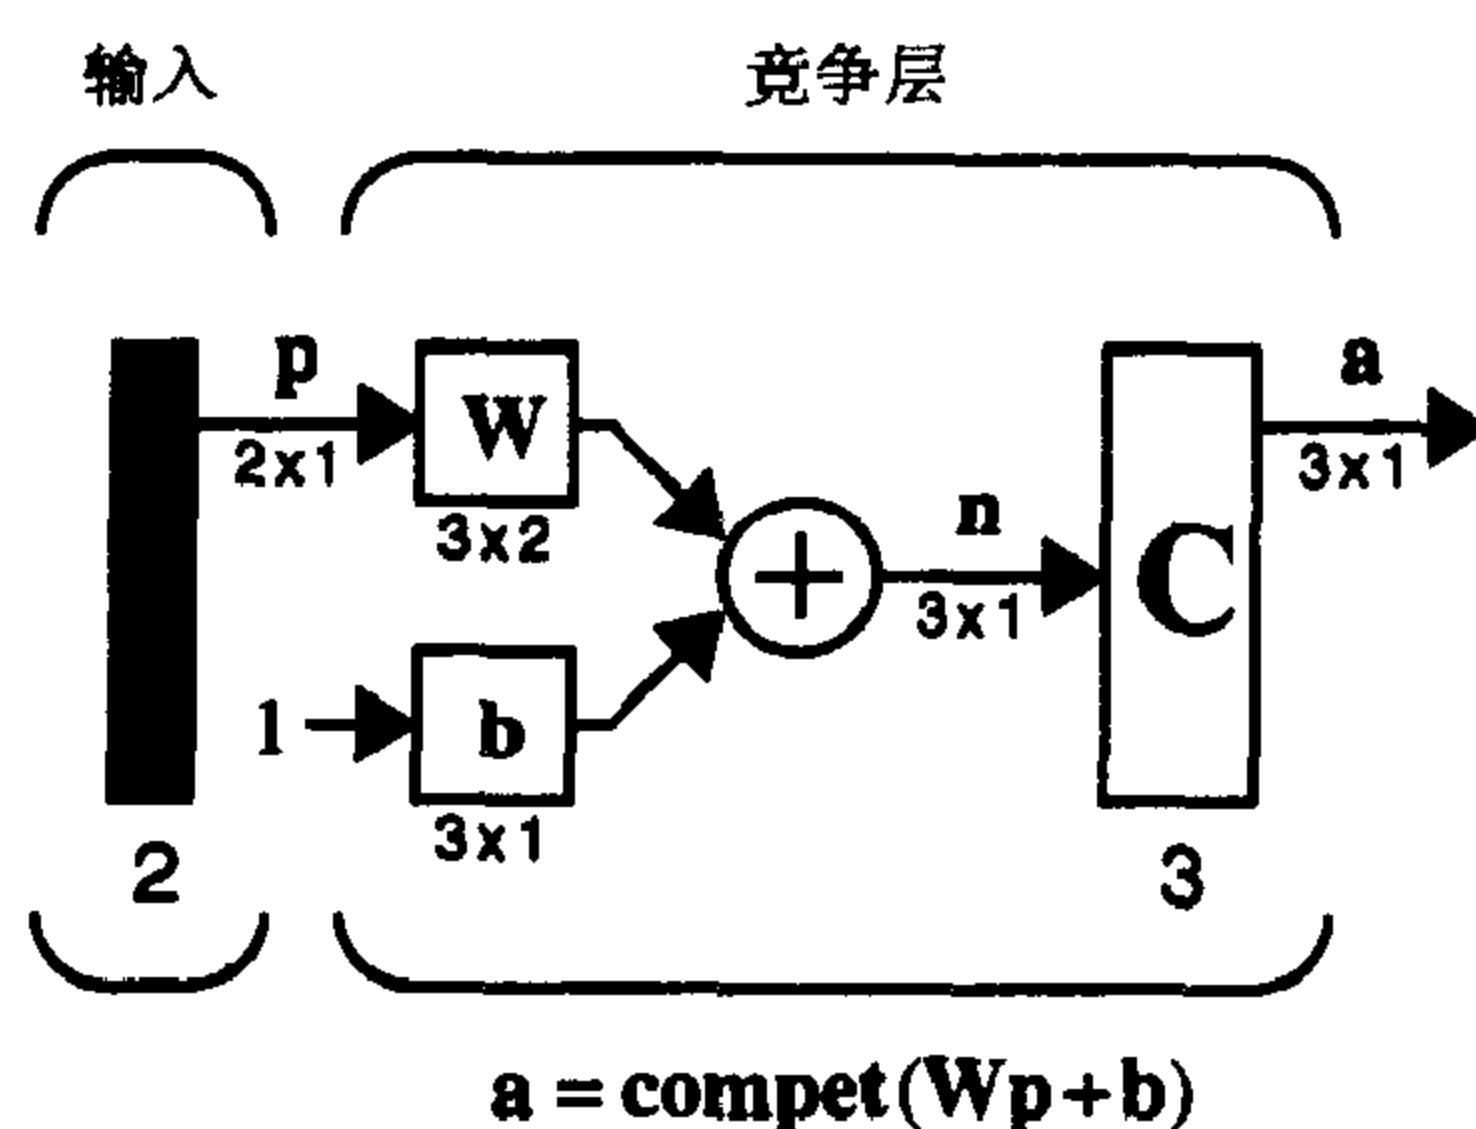 输入 竞争层
p a
W
2x1 3x1
n
3x2
+
3x1
C
1 b
3x1
2 3
a = compet(Wp+b)